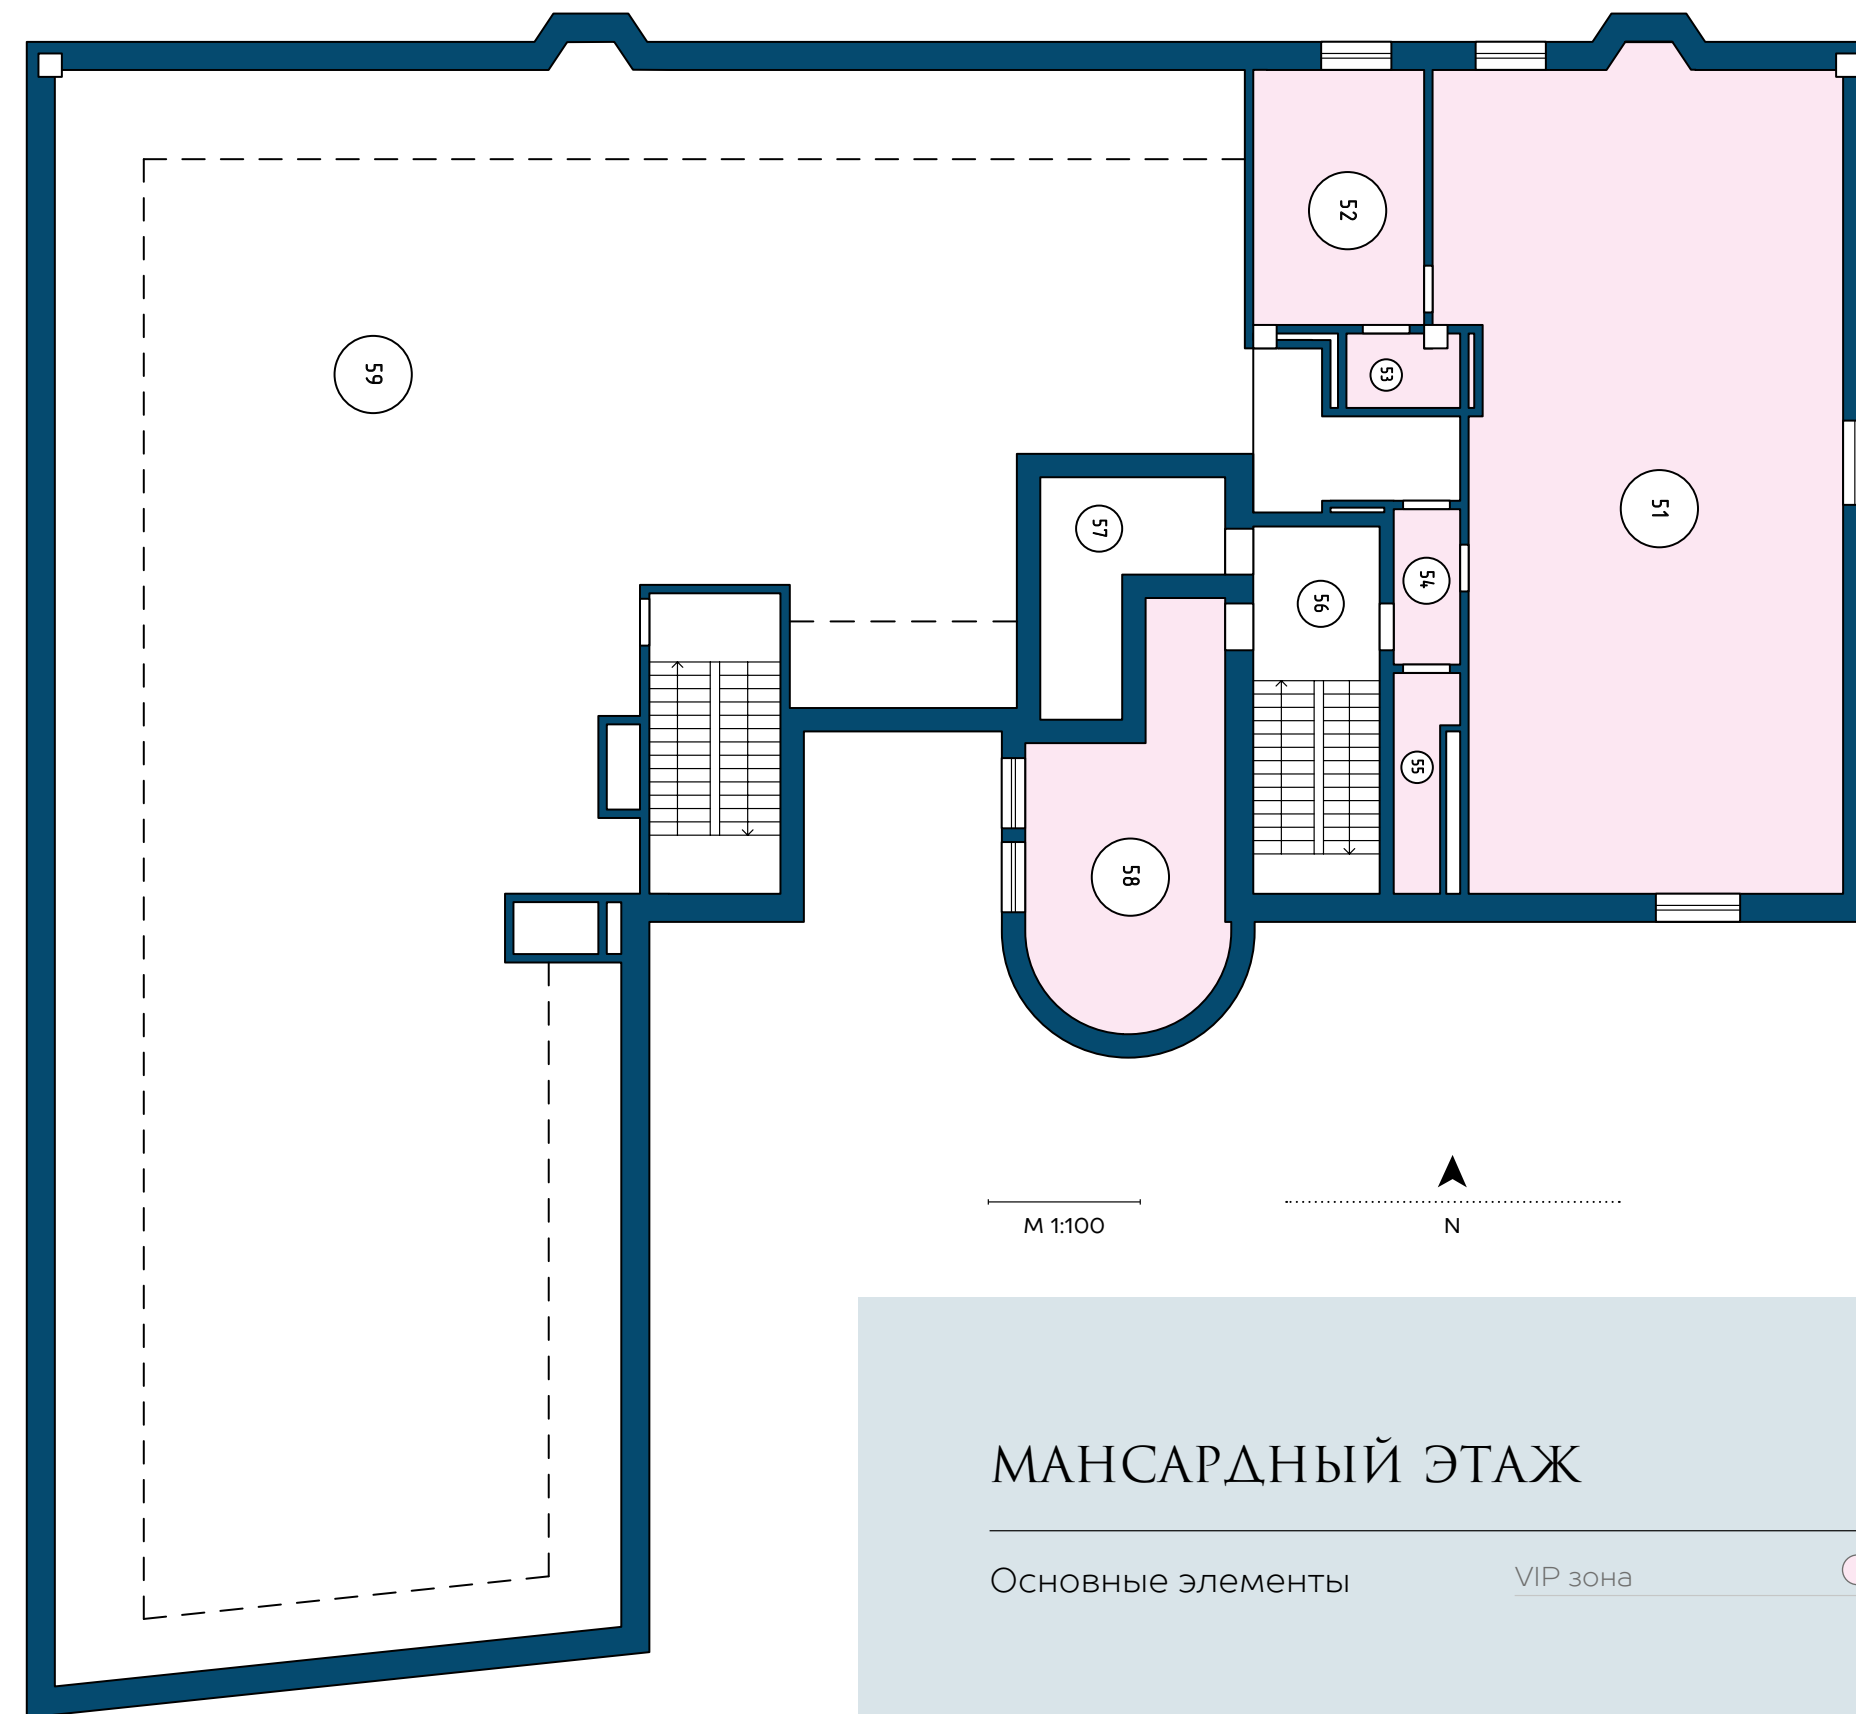 52
59
53
51
57
54
56
55
58
M 1:100
N
МАНСАРДНЫЙ ЭТАЖ
Основные элементы
VIP зона